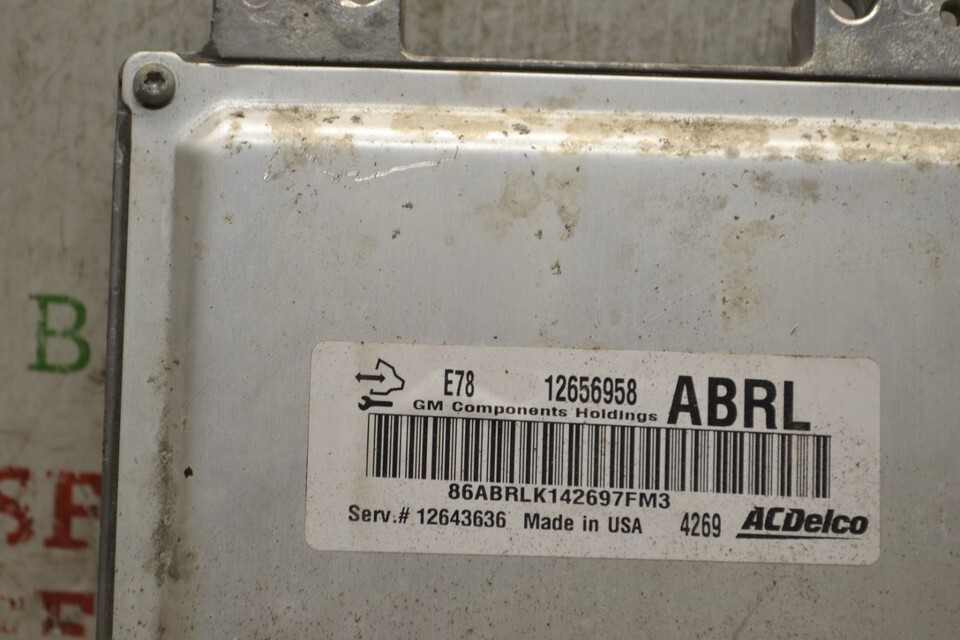 E78 12656958 ABRL
GM Components Holdings
86ABRLK142697FM3
Serv.# 12643636 Made in USA 4269 ACDelco
B